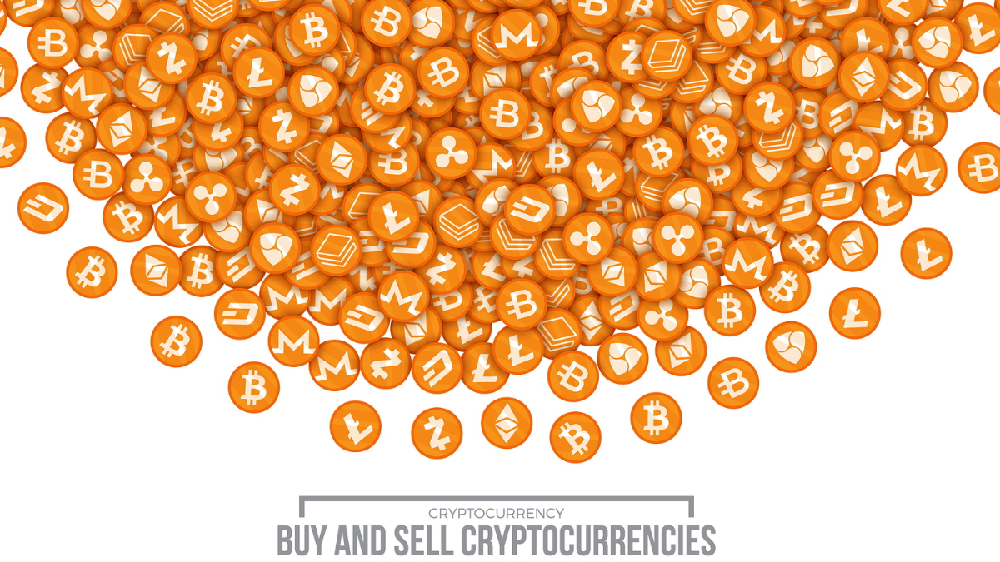 CRYPTOCURRENCY
BUY AND SELL CRYPTOCURRENCIES